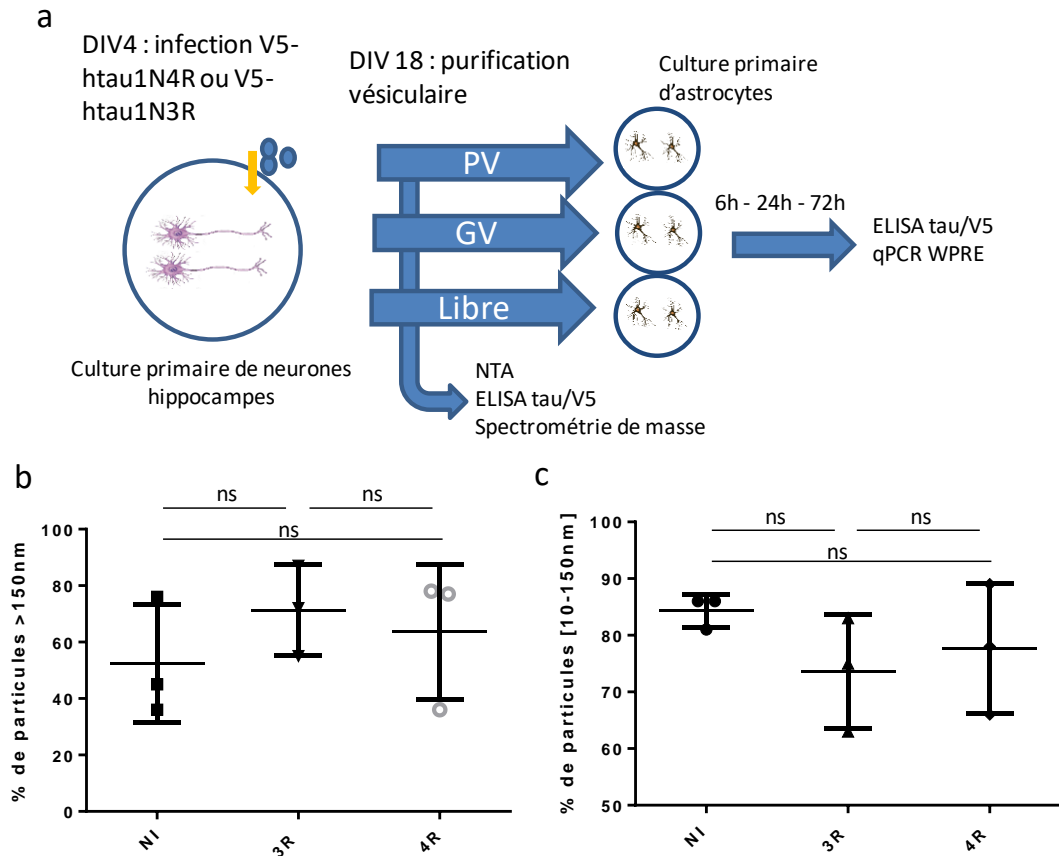 a
DIV4 : infection V5-
htau1N4R ou V5-
htau1N3R
DIV 18 : purification
vésiculaire
Culture primaire
d'astrocytes
PV
GV
Libre
6h - 24h - 72h
ELISA tau/V5
qPCR WPRE
Culture primaire de neurones
hippocampes
NTA
ELISA tau/V5
Spectrométrie de masse
b
ns
ns
ns
% de particules >150nm
100
80
60
40
20
0
NI
3R
4R
c
ns
ns
ns
% de particules [10-150nm]
100
90
80
70
60
50
NI
3R
4R